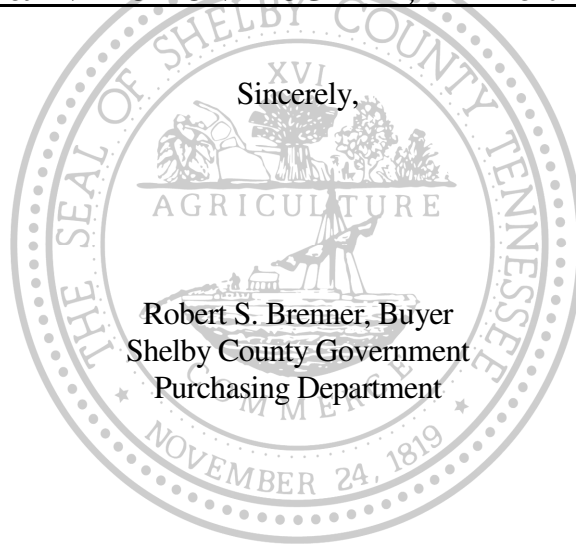 Sincerely,
Robert S. Brenner, Buyer
Shelby County Government
Purchasing Department
THE SEAL OF SHELBY COUNTY TENNESSEE
XVI
AGRICULTURE
COMMERCE
NOVEMBER 24, 1819